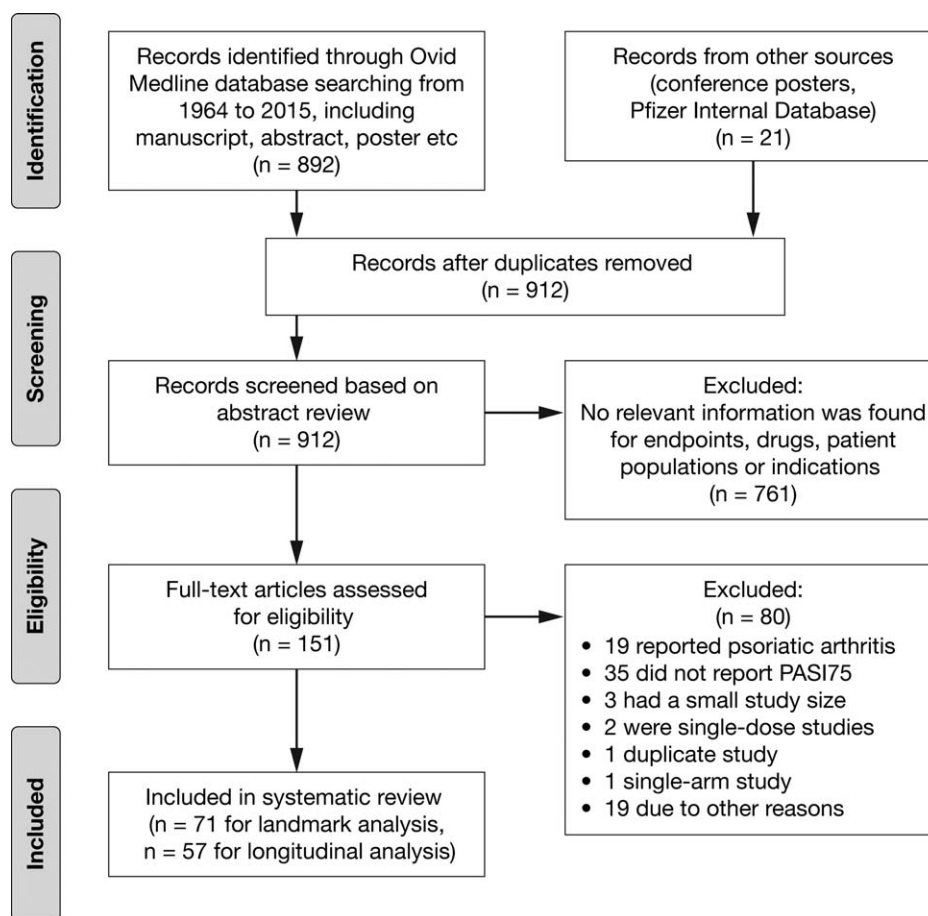 Identification
Records identified through Ovid
Medline database searching from
1964 to 2015, including
manuscript, abstract, poster etc
(n = 892)
Records from other sources
(conference posters,
Pfizer Internal Database)
(n = 21)
Screening
Records after duplicates removed
(n = 912)
Records screened based on
abstract review
(n = 912)
Excluded:
No relevant information was found
for endpoints, drugs, patient
populations or indications
(n = 761)
Eligibility
Full-text articles assessed
for eligibility
(n = 151)
Excluded:
(n = 80)
• 19 reported psoriatic arthritis
• 35 did not report PASI75
• 3 had a small study size
• 2 were single-dose studies
• 1 duplicate study
• 1 single-arm study
• 19 due to other reasons
Included
Included in systematic review
(n = 71 for landmark analysis,
n = 57 for longitudinal analysis)